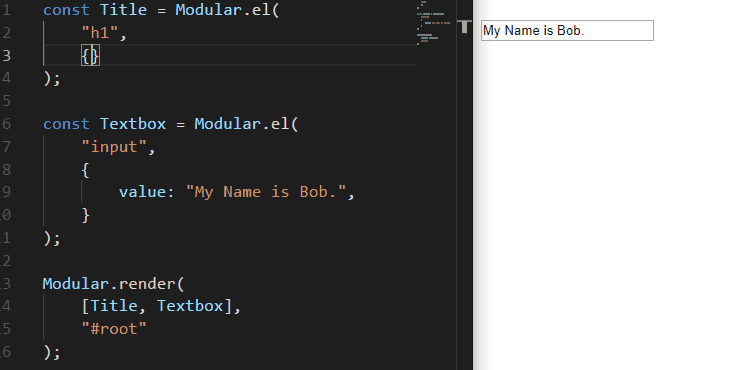 1 const Title = Modular.el(
2 "h1",
3 {}
4 );
5
6 const Textbox = Modular.el(
7 "input",
8 {
9 value: "My Name is Bob.",
0 }
1 );
2
3 Modular.render(
4 [Title, Textbox],
5 "#root"
6 );
T
My Name is Bob.